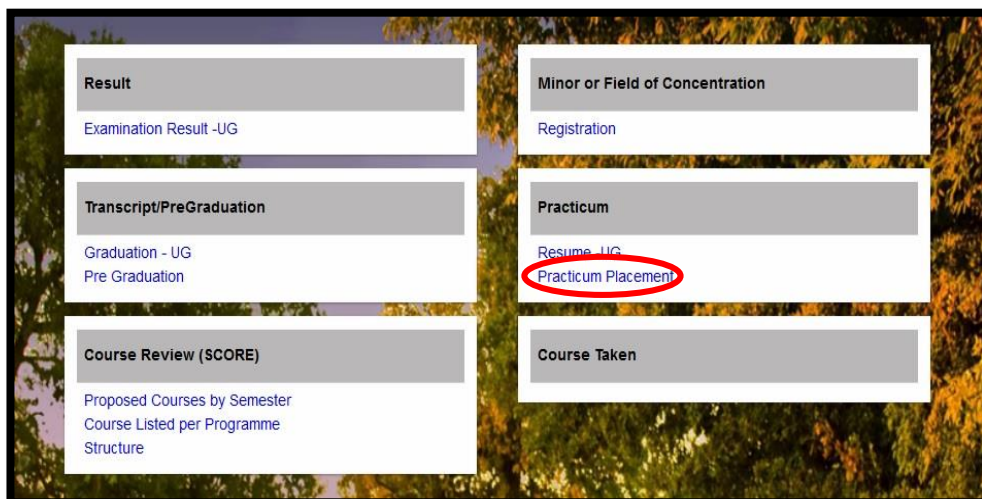 Result
Examination Result -UG
Minor or Field of Concentration
Registration
Transcript/PreGraduation
Graduation - UG
Pre Graduation
Practicum
Resume -UG
Practicum Placement
Course Review (SCORE)
Proposed Courses by Semester
Course Listed per Programme
Structure
Course Taken